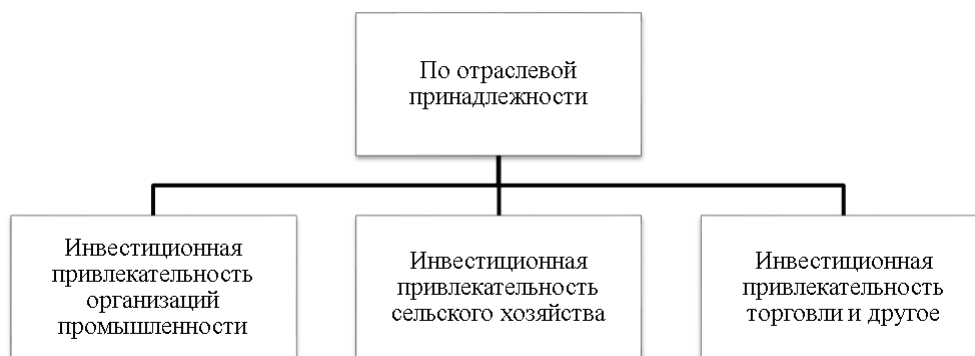 По отраслевой
принадлежности
Инвестиционная
привлекательность
организаций
промышленности
Инвестиционная
привлекательность
сельского хозяйства
Инвестиционная
привлекательность
торговли и другое